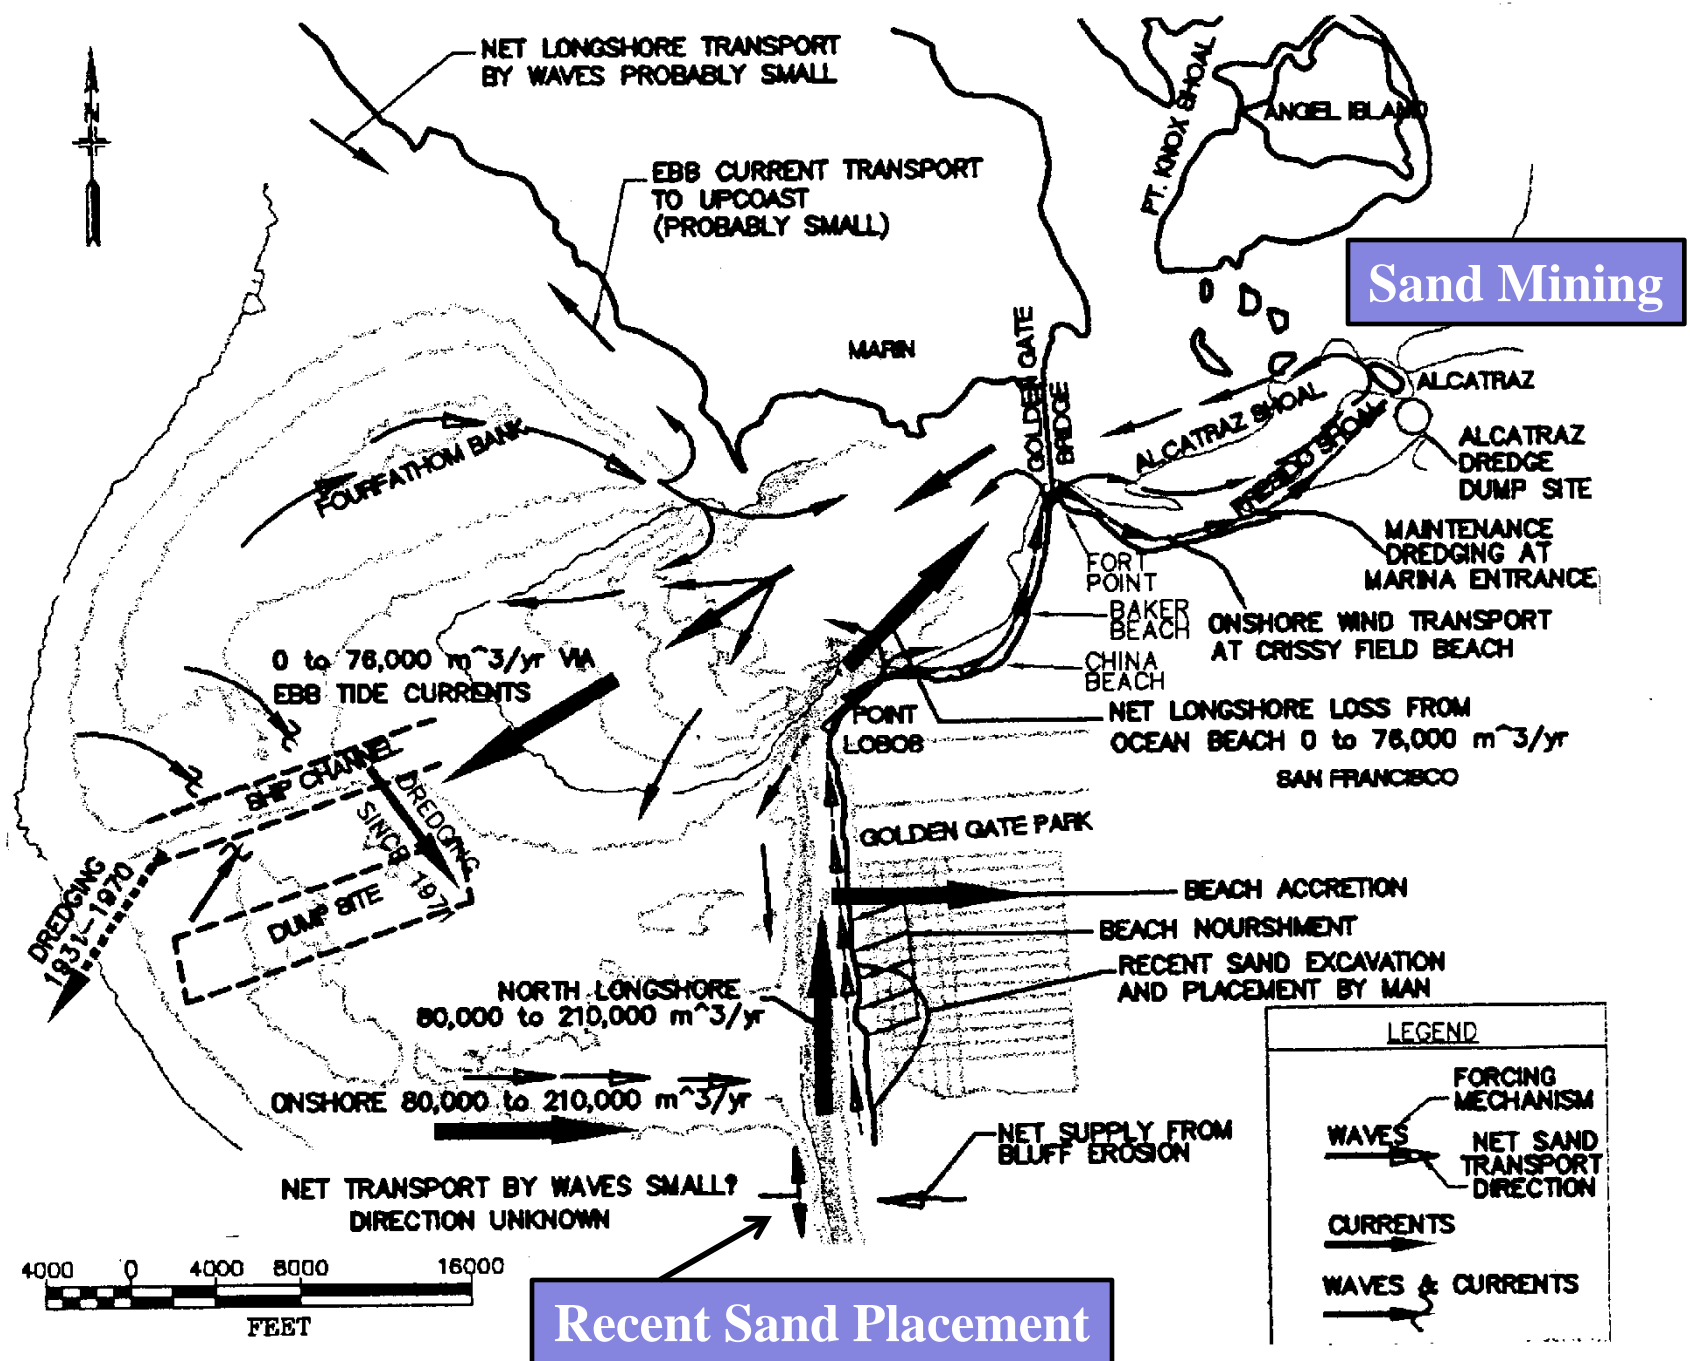 NET LONGSHORE TRANSPORT
BY WAVES PROBABLY SMALL
N
EBB CURRENT TRANSPORT
TO UPCOAST
(PROBABLY SMALL)
PT. KNOX SHOAL
ANGEL ISLAND
Sand Mining
MARIN
GOLDEN GATE
BRIDGE
ALCATRAZ SHOAL
PRESIDIO SHOAL
ALCATRAZ
ALCATRAZ
DREDGE
DUMP SITE
FOURFATHOM BANK
MAINTENANCE
DREDGING AT
MARINA ENTRANCE
FORT
POINT
BAKER
BEACH
ONSHORE WIND TRANSPORT
AT CRISSY FIELD BEACH
CHINA
BEACH
0 to 76,000 m^3/yr VIA
EBB TIDE CURRENTS
POINT
LOBOB
NET LONGSHORE LOSS FROM
OCEAN BEACH 0 to 76,000 m^3/yr
SAN FRANCISCO
SHIP CHANNEL
DREDGING
SINCE 1971
GOLDEN GATE PARK
DREDGING
1931-1970
DUMP SITE
BEACH ACCRETION
BEACH NOURSHMENT
RECENT SAND EXCAVATION
AND PLACEMENT BY MAN
NORTH LONGSHORE
80,000 to 210,000 m^3/yr
ONSHORE 80,000 to 210,000 m^3/yr
NET SUPPLY FROM
BLUFF EROSION
NET TRANSPORT BY WAVES SMALL?
DIRECTION UNKNOWN
LEGEND
FORCING
MECHANISM
WAVES
NET SAND
TRANSPORT
DIRECTION
CURRENTS
WAVES & CURRENTS
4000 0 4000 8000 16000
FEET
Recent Sand Placement